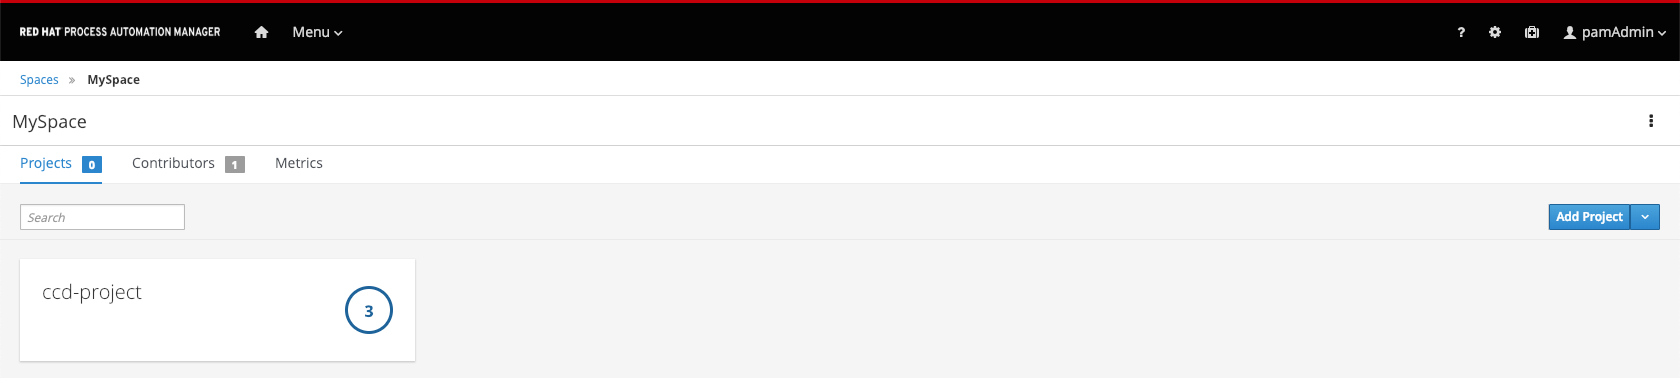 RED HAT PROCESS AUTOMATION MANAGER Menu ? pamAdmin
Spaces » MySpace
MySpace
Projects 0 Contributors 1 Metrics
Search Add Project
ccd-project 3